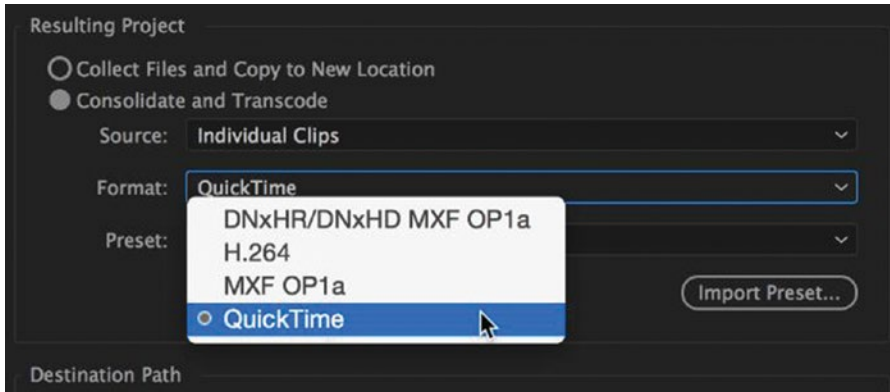 Resulting Project
Collect Files and Copy to New Location
Consolidate and Transcode
Source: Individual Clips
Format: QuickTime
DNxHR/DNxHD MXF OP1a
Preset:
H.264
MXF OP1a
Import Preset...
QuickTime
Destination Path